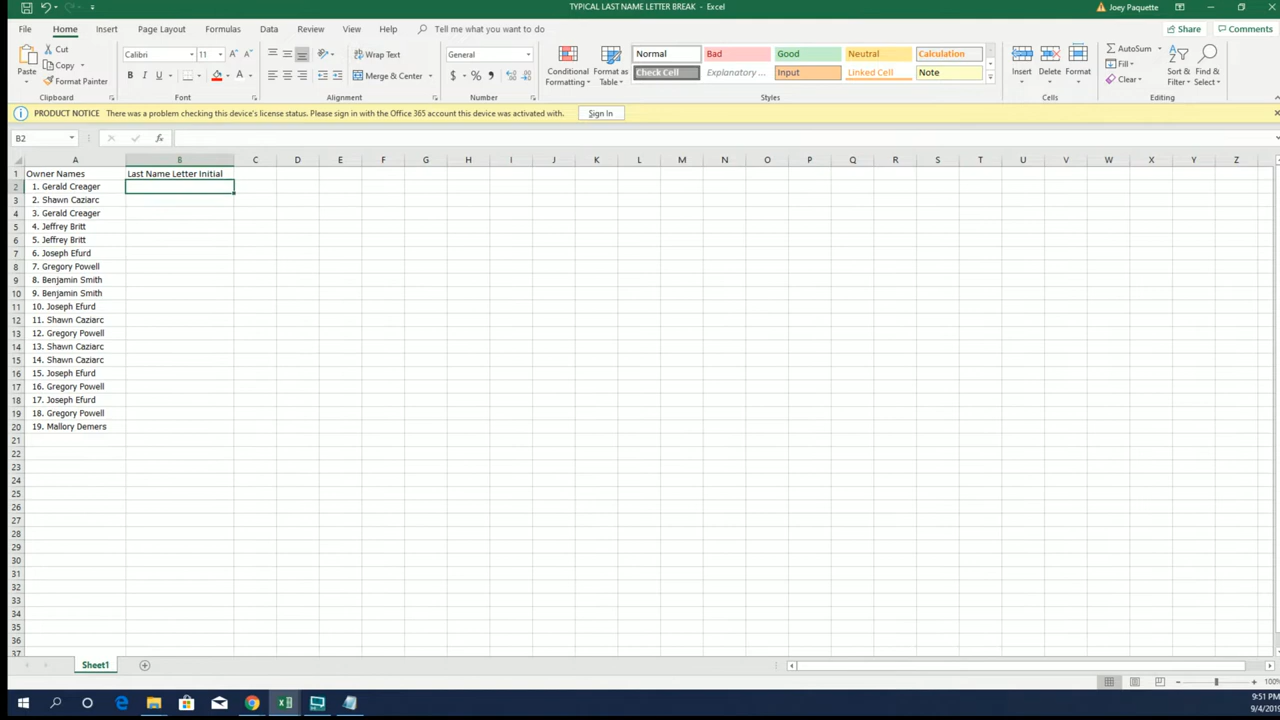 TYPICAL LAST NAME LETTER BREAK - Excel
Joey Paquette
File Home Insert Page Layout Formulas Data Review View Help Tell me what you want to do Share Comments
Paste Cut Copy Format Painter Clipboard
Calibri 11 B I U A Font
Wrap Text Merge & Center Alignment
General $ % Number
Conditional Formatting Format as Table
Normal Bad Good Neutral Calculation
Check Cell Explanatory ... Input Linked Cell Note
Styles
Insert Delete Format Cells
AutoSum Fill Clear Sort & Filter Find & Select Editing
PRODUCT NOTICE There was a problem checking this device's license status. Please sign in with the Office 365 account this device was activated with. Sign In
B2 fx
A B C D E F G H I J K L M N O P Q R S T U V W X Y Z
1 Owner Names Last Name Letter Initial
2 1. Gerald Creager
3 2. Shawn Caziarc
4 3. Gerald Creager
5 4. Jeffrey Britt
6 5. Jeffrey Britt
7 6. Joseph Efurd
8 7. Gregory Powell
9 8. Benjamin Smith
10 9. Benjamin Smith
11 10. Joseph Efurd
12 11. Shawn Caziarc
13 12. Gregory Powell
14 13. Shawn Caziarc
15 14. Shawn Caziarc
16 15. Joseph Efurd
17 16. Gregory Powell
18 17. Joseph Efurd
19 18. Gregory Powell
20 19. Mallory Demers
21
22
23
24
25
26
27
28
29
30
31
32
33
34
35
36
37
Sheet1
100%
9:51 PM
9/4/2019